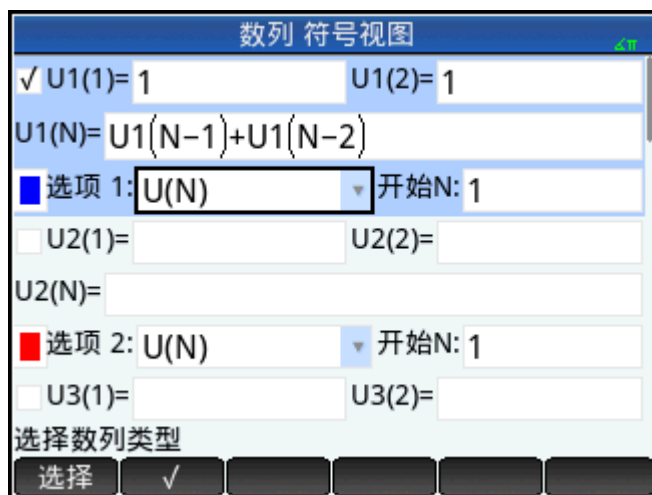 数列 符号视图
∡π
√ U1(1)= 1 U1(2)= 1
U1(N)= U1(N−1)+U1(N−2)
选项 1: U(N) 开始N: 1
U2(1)= U2(2)=
U2(N)=
选项 2: U(N) 开始N: 1
U3(1)= U3(2)=
选择数列类型
选择 √